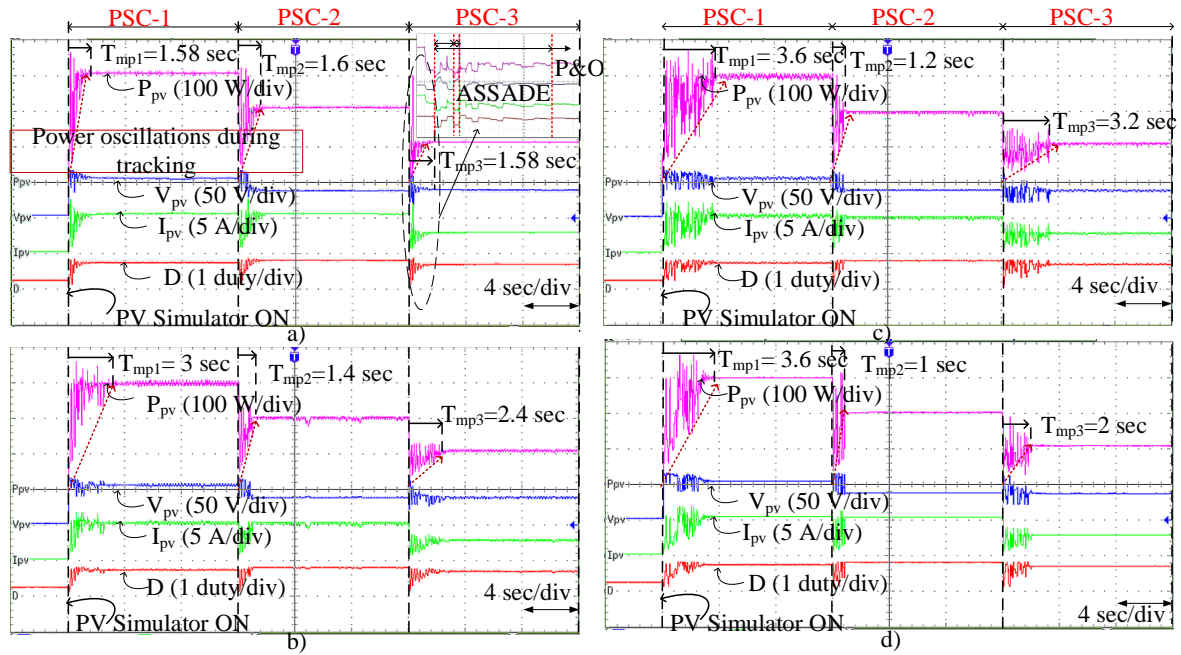 PSC-1 PSC-2 PSC-3
PSC-1 PSC-2 PSC-3
Tmp1=1.58 sec
Tmp2=1.6 sec
P&O
ASSADE
Ppv (100 W/div)
Power oscillations during
tracking
Tmp3=1.58 sec
Ppv
Vpv (50 V/div)
Vpv
Ipv (5 A/div)
Ipv
D (1 duty/div)
D
4 sec/div
PV Simulator ON
a)
Tmp1= 3.6 sec
Tmp2=1.2 sec
Ppv (100 W/div)
Tmp3=3.2 sec
Ppv
Vpv (50 V/div)
Vpv
Ipv (5 A/div)
Ipv
D (1 duty/div)
D
4 sec/div
PV Simulator ON
c)
Tmp1= 3 sec
Tmp2=1.4 sec
Ppv (100 W/div)
Tmp3=2.4 sec
Ppv
Vpv (50 V/div)
Vpv
Ipv (5 A/div)
Ipv
D (1 duty/div)
D
4 sec/div
PV Simulator ON
b)
Tmp1= 3.6 sec
Tmp2=1 sec
Ppv (100 W/div)
Tmp3=2 sec
Ppv
Vpv (50 V/div)
Vpv
Ipv (5 A/div)
Ipv
D (1 duty/div)
D
4 sec/div
PV Simulator ON
d)